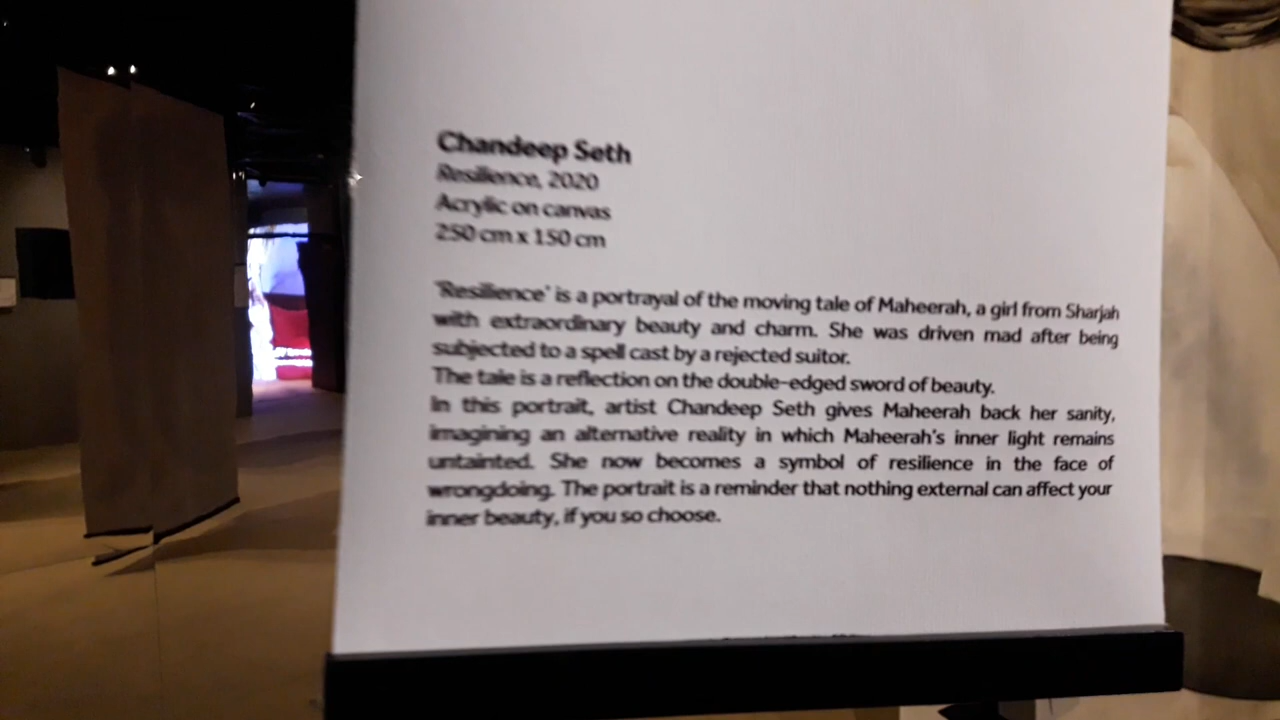 Chandeep Seth
Resilience, 2020
Acrylic on canvas
250 cm x 150 cm
'Resilience' is a portrayal of the moving tale of Maheerah, a girl from Sharjah
with extraordinary beauty and charm. She was driven mad after being
subjected to a spell cast by a rejected suitor.
The tale is a reflection on the double-edged sword of beauty.
In this portrait, artist Chandeep Seth gives Maheerah back her sanity,
imagining an alternative reality in which Maheerah's inner light remains
untainted. She now becomes a symbol of resilience in the face of
wrongdoing. The portrait is a reminder that nothing external can affect your
inner beauty, if you so choose.